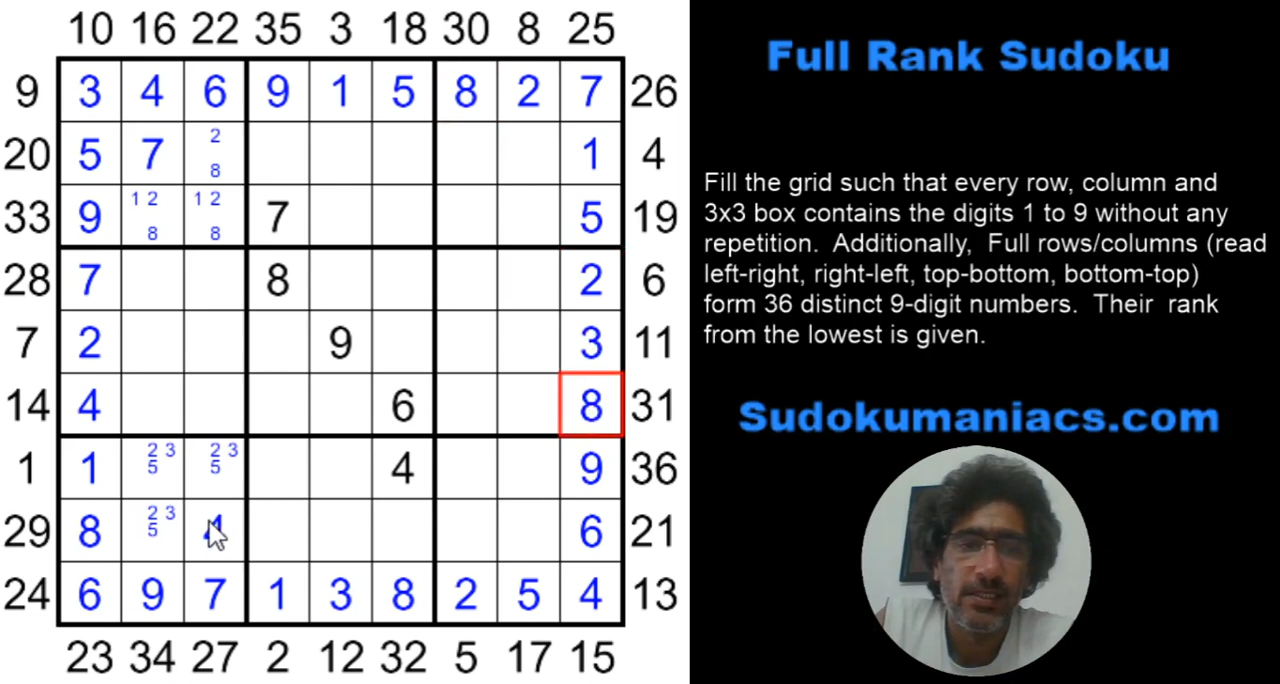 10 16 22 35 3 18 30 8 25
Full Rank Sudoku
9 3 4 6 9 1 5 8 2 7 26
20 5 7 2 8 1 4
33 9 1 2 8 1 2 8 7 5 19
28 7 8 2 6
7 2 9 3 11
14 4 6 8 31
1 1 2 3 5 2 3 5 4 9 36
29 8 2 3 5 4 6 21
24 6 9 7 1 3 8 2 5 4 13
23 34 27 2 12 32 5 17 15
Fill the grid such that every row, column and
3x3 box contains the digits 1 to 9 without any
repetition. Additionally, Full rows/columns (read
left-right, right-left, top-bottom, bottom-top)
form 36 distinct 9-digit numbers. Their rank
from the lowest is given.
Sudokumaniacs.com